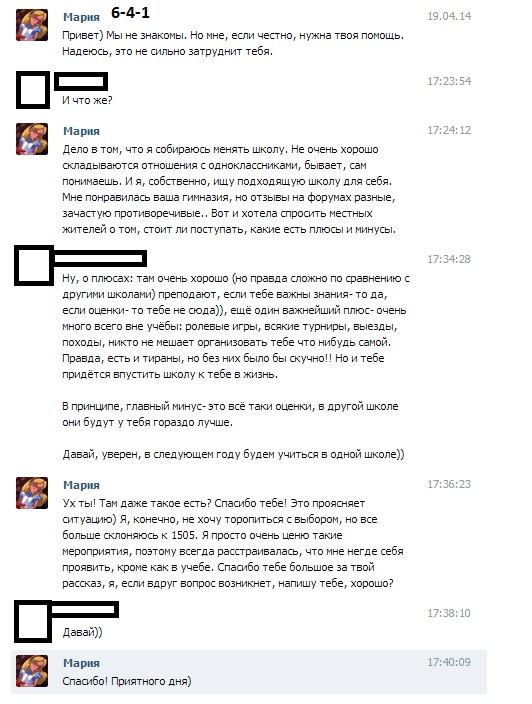 Мария 6-4-1 19.04.14
Привет) Мы не знакомы. Но мне, если честно, нужна твоя помощь.
Надеюсь, это не сильно затруднит тебя.
17:23:54
И что же?
Мария 17:24:12
Дело в том, что я собираюсь менять школу. Не очень хорошо
складываются отношения с одноклассниками, бывает, сам
понимаешь. И я, собственно, ищу подходящую школу для себя.
Мне понравилась ваша гимназия, но отзывы на форумах разные,
зачастую противоречивые.. Вот и хотела спросить местных
жителей о том, стоит ли поступать, какие есть плюсы и минусы.
17:34:28
Ну, о плюсах: там очень хорошо (но правда сложно по сравнению с
другими школами) преподают, если тебе важны знания- то да,
если оценки- то тебе не сюда)), ещё один важнейший плюс- очень
много всего вне учёбы: ролевые игры, всякие турниры, выезды,
походы, никто не мешает организовать тебе что нибудь самой.
Правда, есть и тираны, но без них было бы скучно!! Но и тебе
придётся впустить школу к тебе в жизнь.
В принципе, главный минус- это всё таки оценки, в другой школе
они будут у тебя гораздо лучше.
Давай, уверен, в следующем году будем учиться в одной школе))
Мария 17:36:23
Ух ты! Там даже такое есть? Спасибо тебе! Это проясняет
ситуацию) Я, конечно, не хочу торопиться с выбором, но все
больше склоняюсь к 1505. Я просто очень ценю такие
мероприятия, поэтому всегда расстраивалась, что мне негде себя
проявить, кроме как в учебе. Спасибо тебе большое за твой
рассказ, я, если вдруг вопрос возникнет, напишу тебе, хорошо?
17:38:10
Давай))
Мария 17:40:09
Спасибо! Приятного дня)